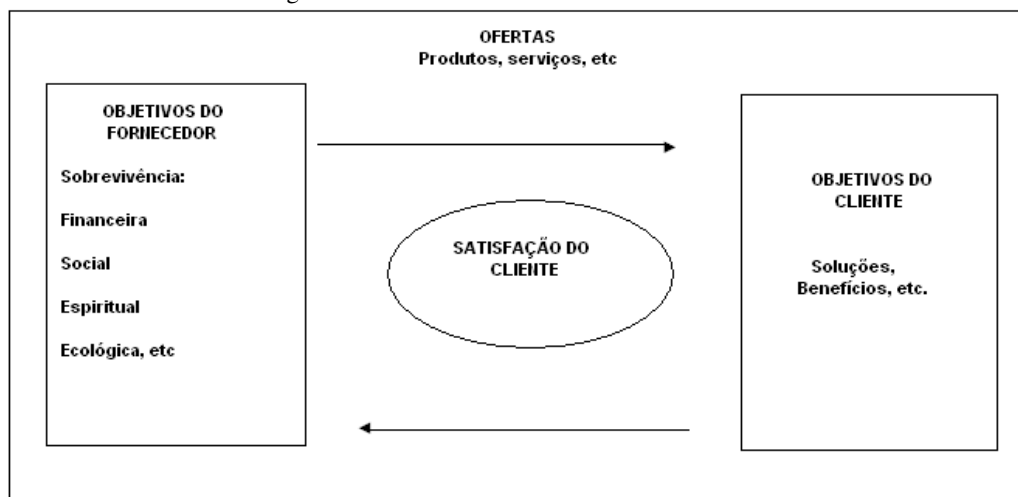 OFERTAS
Produtos, serviços, etc
OBJETIVOS DO
FORNECEDOR
Sobrevivência:
Financeira
Social
Espiritual
Ecológica, etc
SATISFAÇÃO DO
CLIENTE
OBJETIVOS DO
CLIENTE
Soluções,
Benefícios, etc.